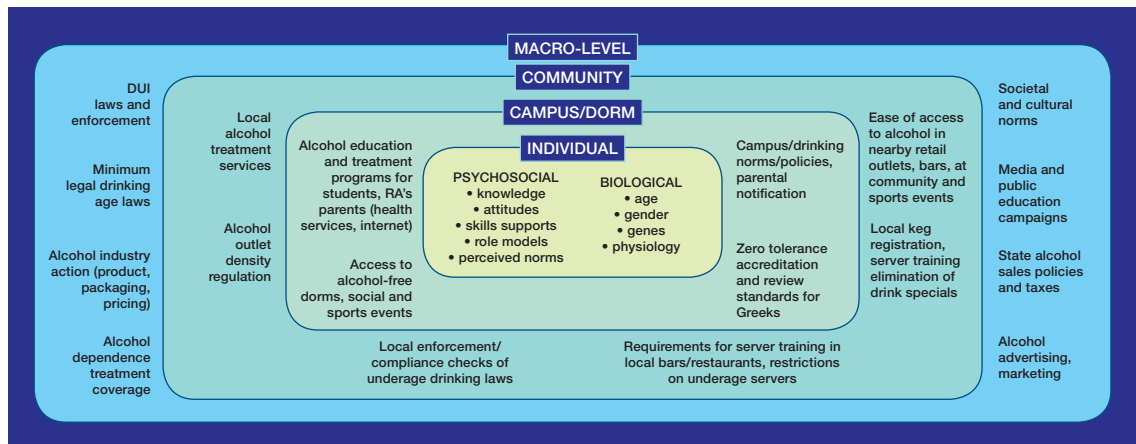 MACRO-LEVEL
COMMUNITY
CAMPUS/DORM
INDIVIDUAL
DUI
laws and
enforcement
Minimum
legal drinking
age laws
Alcohol industry
action (product,
packaging,
pricing)
Alcohol
dependence
treatment
coverage
Local
alcohol
treatment
services
Alcohol
outlet
density
regulation
Alcohol education
and treatment
programs for
students, RA's
parents (health
services, internet)
Access to
alcohol-free
dorms, social and
sports events
PSYCHOSOCIAL
• knowledge
• attitudes
• skills supports
• role models
• perceived norms
BIOLOGICAL
• age
• gender
• genes
• physiology
Campus/drinking
norms/policies,
parental
notification
Zero tolerance
accreditation
and review
standards for
Greeks
Ease of access
to alcohol in
nearby retail
outlets, bars, at
community and
sports events
Local keg
registration,
server training
elimination of
drink specials
Local enforcement/
compliance checks of
underage drinking laws
Requirements for server training in
local bars/restaurants, restrictions
on underage servers
Societal
and cultural
norms
Media and
public
education
campaigns
State alcohol
sales policies
and taxes
Alcohol
advertising,
marketing